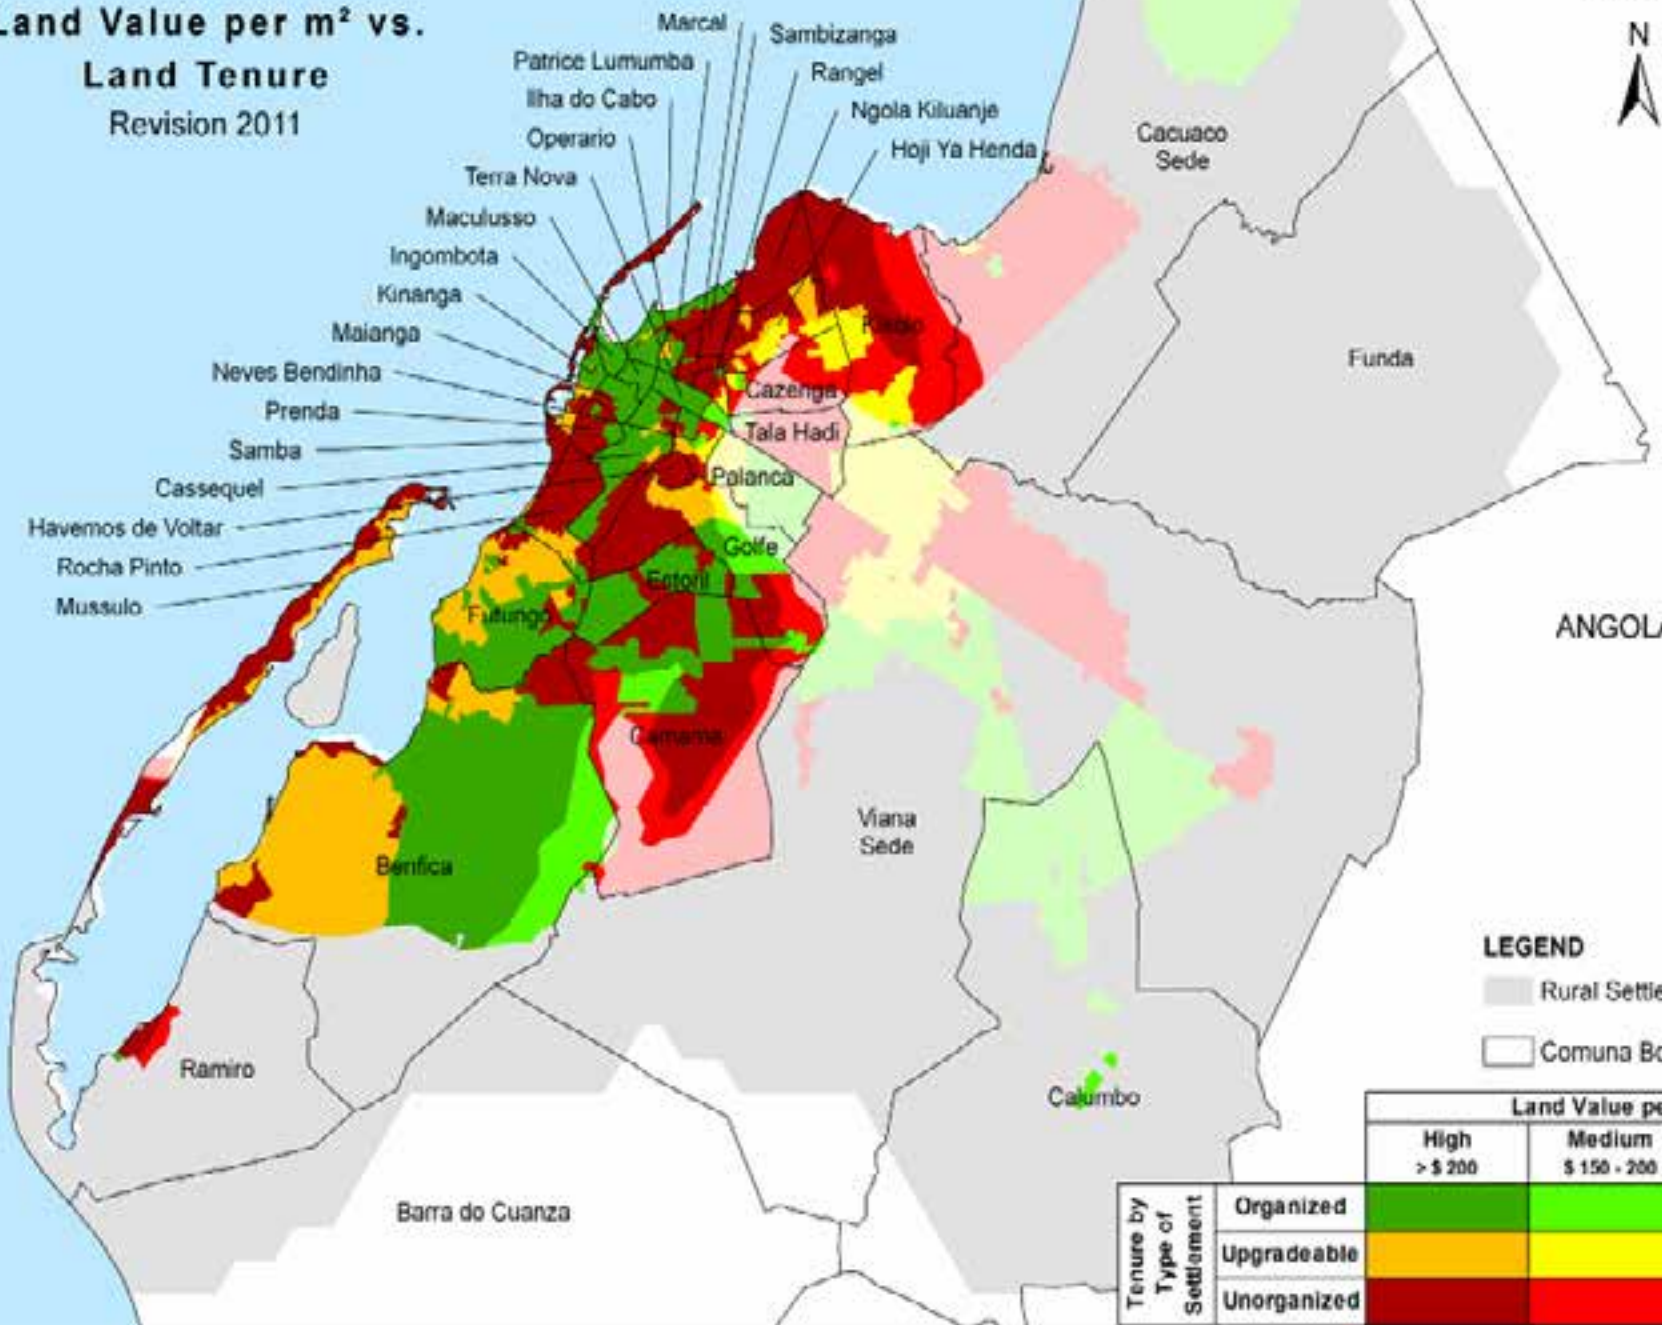 Land Value per m² vs.
Land Tenure
Revision 2011
Marcal
Sambizanga
Patrice Lumumba
Rangel
Ilha do Cabo
Ngola Kiluanje
Operario
Hoji Ya Henda
Terra Nova
Maculusso
Ingombota
Kinanga
Maianga
Neves Bendinha
Prenda
Samba
Cassequel
Havemos de Voltar
Rocha Pinto
Mussulo
N
Cacuaco
Sede
Funda
Kikolo
Cazenga
Tala Hadi
Palanca
Golfe
Estoril
Futungo
Camama
Benfica
Viana
Sede
ANGOLA
Ramiro
Calumbo
Barra do Cuanza
LEGEND
Rural Settle
Comuna Bo
Land Value pe
High
> $ 200
Medium
$ 150 - 200
Tenure by
Type of
Settlement
Organized
Upgradeable
Unorganized